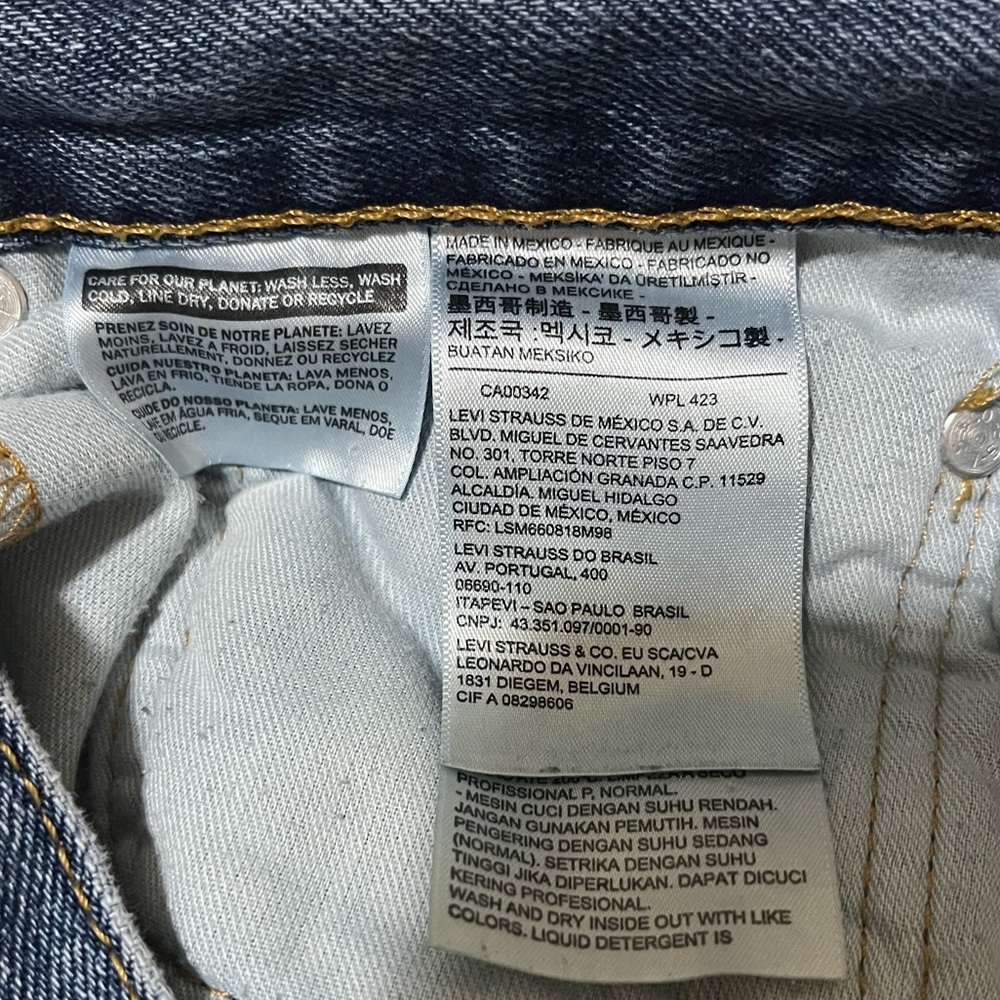 CARE FOR OUR PLANET: WASH LESS, WASH
COLD, LINE DRY, DONATE OR RECYCLE
PRENEZ SOIN DE NOTRE PLANETE: LAVEZ
MOINS, LAVEZ A FROID, LAISSEZ SECHER
NATURELLEMENT, DONNEZ OU RECYCLEZ
CUIDA NUESTRO PLANETA: LAVA MENOS,
LAVA EN FRIO, TIENDE LA ROPA, DONA O
RECICLA.
CUIDE DO NOSSO PLANETA: LAVE MENOS,
EM ÁGUA FRIA, SEQUE EM VARAL, DOE
RECICLE.
MADE IN MEXICO - FABRIQUE AU MEXIQUE -
FABRICADO EN MEXICO - FABRICADO NO
MÉXICO - MEKSİKA' DA ÜRETİLMİŞTİR -
СДЕЛАНО В МЕКСИКЕ -
墨西哥制造 - 墨西哥製 -
제조국 : 멕시코 - メキシコ製 -
BUATAN MEKSIKO
CA00342 WPL 423
LEVI STRAUSS DE MÉXICO S.A. DE C.V.
BLVD. MIGUEL DE CERVANTES SAAVEDRA
NO. 301, TORRE NORTE PISO 7
COL. AMPLIACIÓN GRANADA C.P. 11529
ALCALDÍA. MIGUEL HIDALGO
CIUDAD DE MÉXICO, MÉXICO
RFC: LSM660818M98
LEVI STRAUSS DO BRASIL
AV. PORTUGAL, 400
06690-110
ITAPEVI – SAO PAULO BRASIL
CNPJ: 43.351.097/0001-90
LEVI STRAUSS & CO. EU SCA/CVA
LEONARDO DA VINCILAAN, 19 - D
1831 DIEGEM, BELGIUM
CIF A 08298606
PROFISSIONAL P, NORMAL.
- MESIN CUCI DENGAN SUHU RENDAH.
JANGAN GUNAKAN PEMUTIH. MESIN
PENGERING DENGAN SUHU SEDANG
(NORMAL). SETRIKA DENGAN SUHU
TINGGI JIKA DIPERLUKAN. DAPAT DICUCI
KERING PROFESIONAL.
WASH AND DRY INSIDE OUT WITH LIKE
COLORS. LIQUID DETERGENT IS